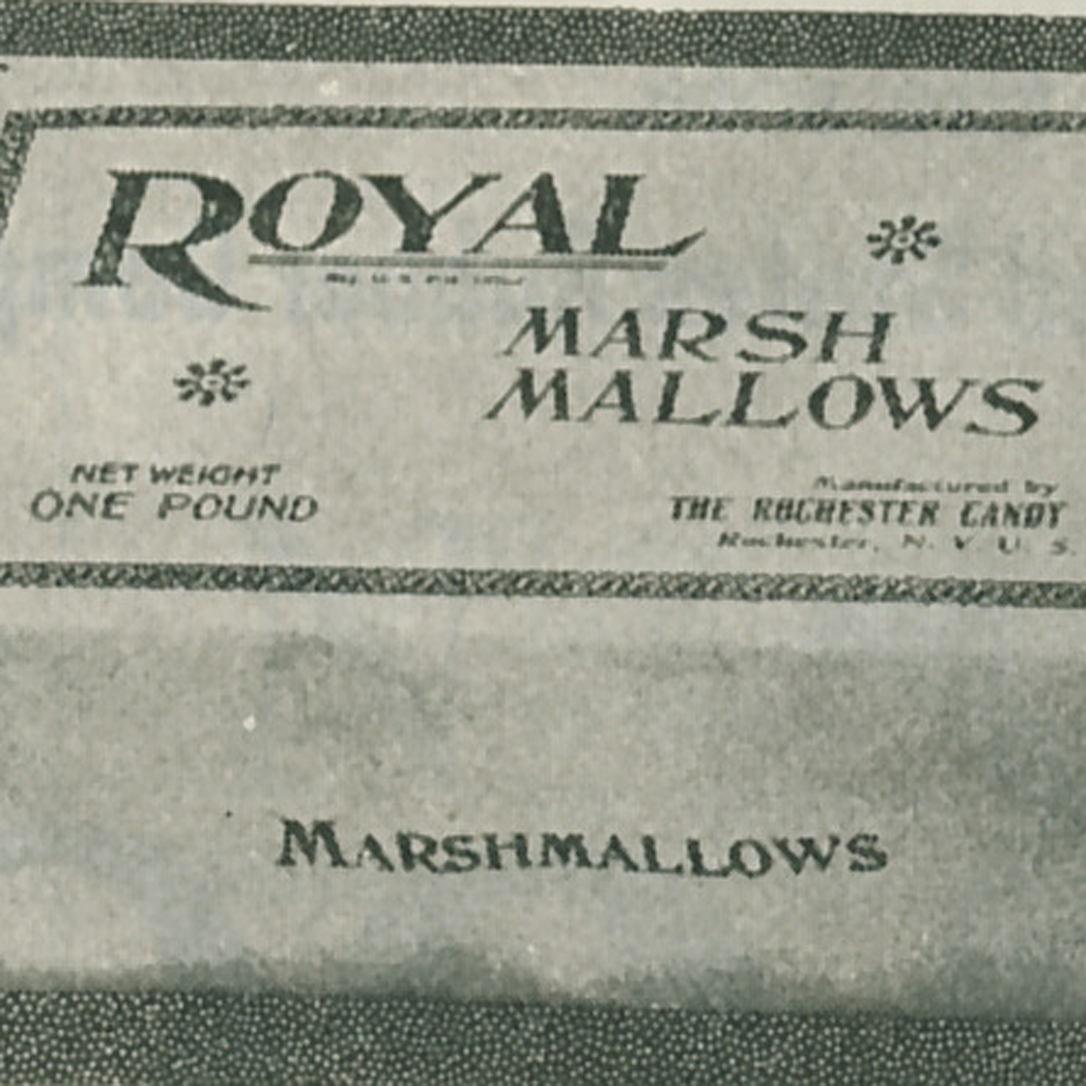 ROYAL
MARSH
MALLOWS
NET WEIGHT
ONE POUND
Manufactured by
THE ROCHESTER CANDY
Rochester, N. Y. U. S.
MARSHMALLOWS